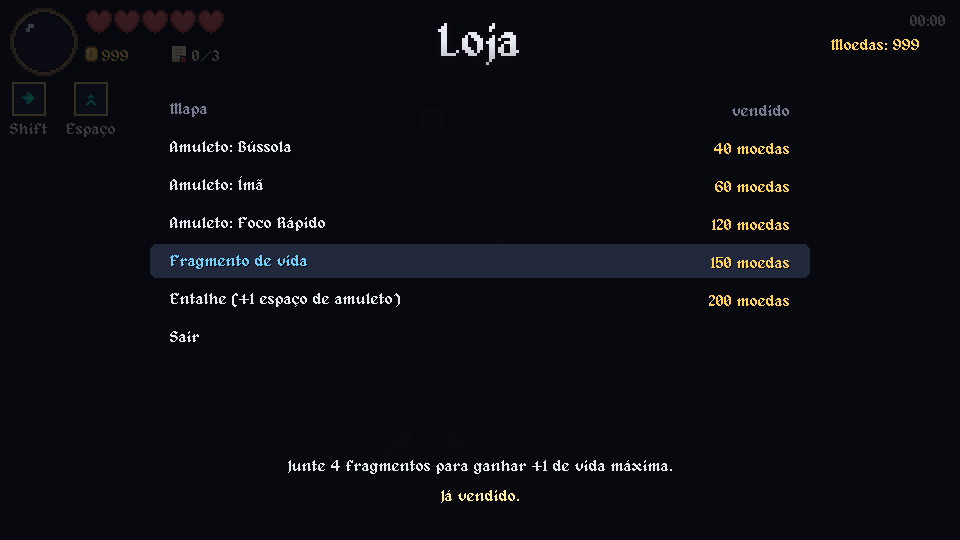 Loja
00:00
Moedas: 999
999
0/3
Shift
Espaço
Mapa
vendido
Amuleto: Bússola
40 moedas
Amuleto: Ímã
60 moedas
Amuleto: Foco Rápido
120 moedas
Fragmento de vida
150 moedas
Entalhe (+1 espaço de amuleto)
200 moedas
Sair
Junte 4 fragmentos para ganhar +1 de vida máxima.
Já vendido.